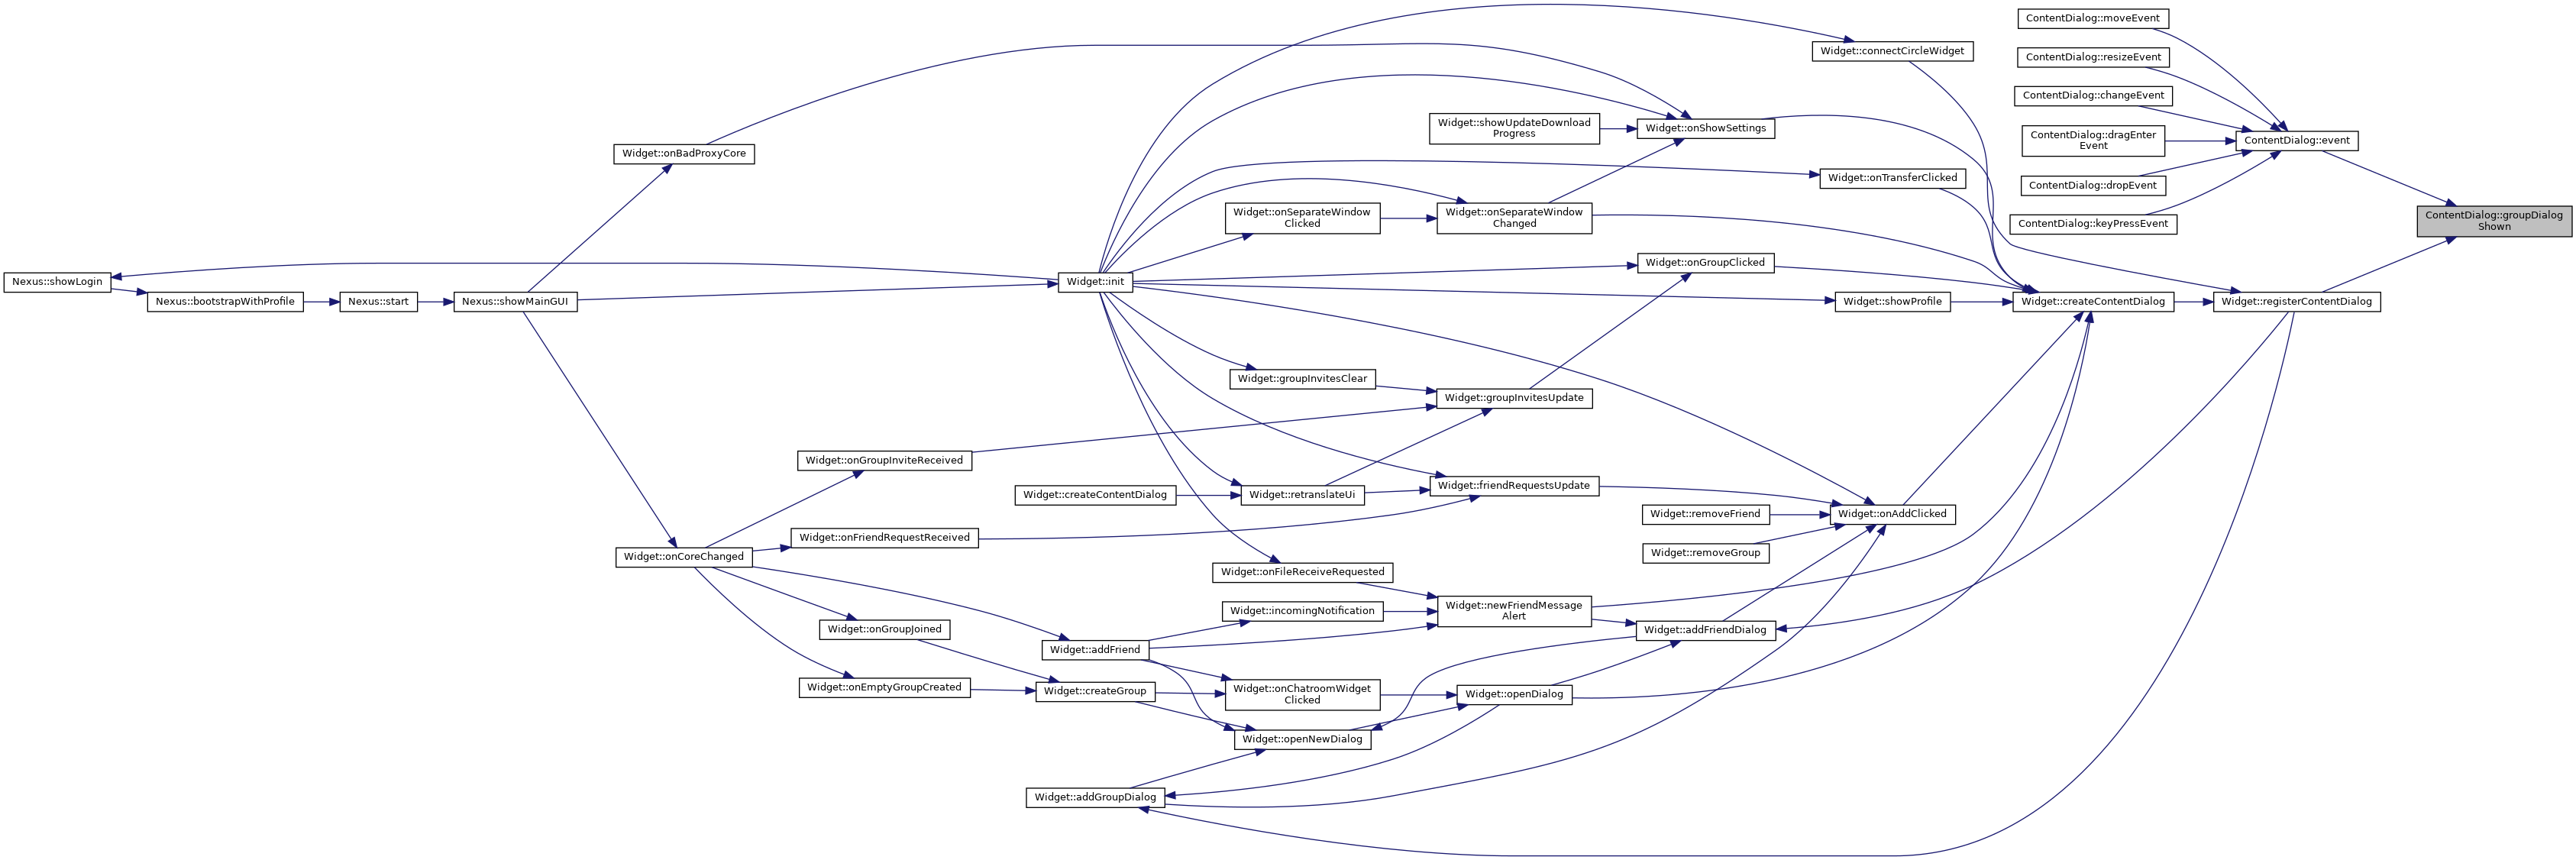 ContentDialog::moveEvent
Widget::connectCircleWidget
ContentDialog::resizeEvent
ContentDialog::changeEvent
Widget::showUpdateDownload
Progress
Widget::onShowSettings
ContentDialog::dragEnter
Event
ContentDialog::event
Widget::onBadProxyCore
Widget::onTransferClicked
ContentDialog::dropEvent
Widget::onSeparateWindow
Clicked
Widget::onSeparateWindow
Changed
ContentDialog::keyPressEvent
ContentDialog::groupDialog
Shown
Widget::onGroupClicked
Nexus::showLogin
Widget::init
Nexus::bootstrapWithProfile
Nexus::start
Nexus::showMainGUI
Widget::showProfile
Widget::createContentDialog
Widget::registerContentDialog
Widget::groupInvitesClear
Widget::groupInvitesUpdate
Widget::onGroupInviteReceived
Widget::createContentDialog
Widget::retranslateUi
Widget::friendRequestsUpdate
Widget::removeFriend
Widget::onAddClicked
Widget::onFriendRequestReceived
Widget::onCoreChanged
Widget::removeGroup
Widget::onFileReceiveRequested
Widget::incomingNotification
Widget::newFriendMessage
Alert
Widget::onGroupJoined
Widget::addFriendDialog
Widget::addFriend
Widget::onEmptyGroupCreated
Widget::createGroup
Widget::onChatroomWidget
Clicked
Widget::openDialog
Widget::openNewDialog
Widget::addGroupDialog